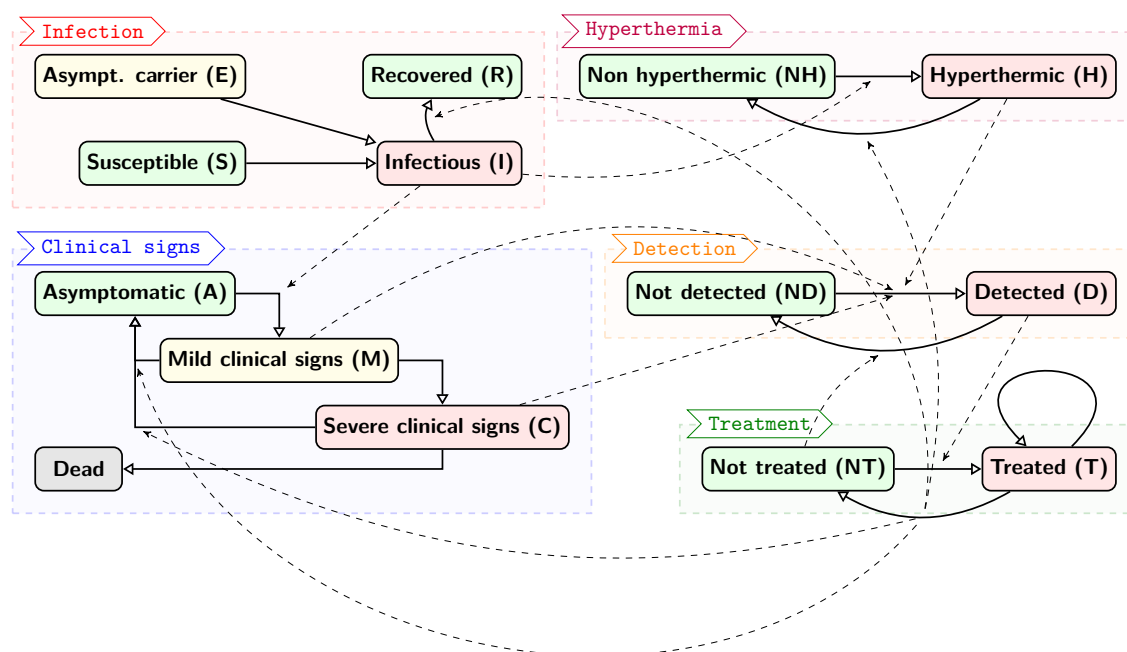 Infection
Asympt. carrier (E)
Recovered (R)
Susceptible (S)
Infectious (I)
Hyperthermia
Non hyperthermic (NH)
Hyperthermic (H)
Clinical signs
Asymptomatic (A)
Mild clinical signs (M)
Severe clinical signs (C)
Dead
Detection
Not detected (ND)
Detected (D)
Treatment
Not treated (NT)
Treated (T)